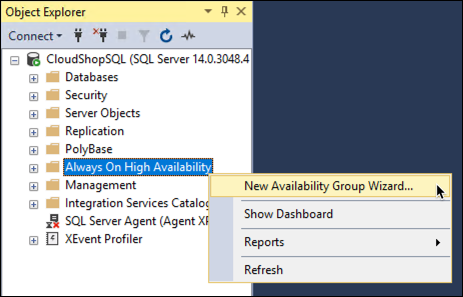 Object Explorer
Connect
CloudShopSQL (SQL Server 14.0.3048.4
Databases
Security
Server Objects
Replication
PolyBase
Always On High Availability
Management
Integration Services Catalog
SQL Server Agent (Agent XP
XEvent Profiler
New Availability Group Wizard...
Show Dashboard
Reports
Refresh